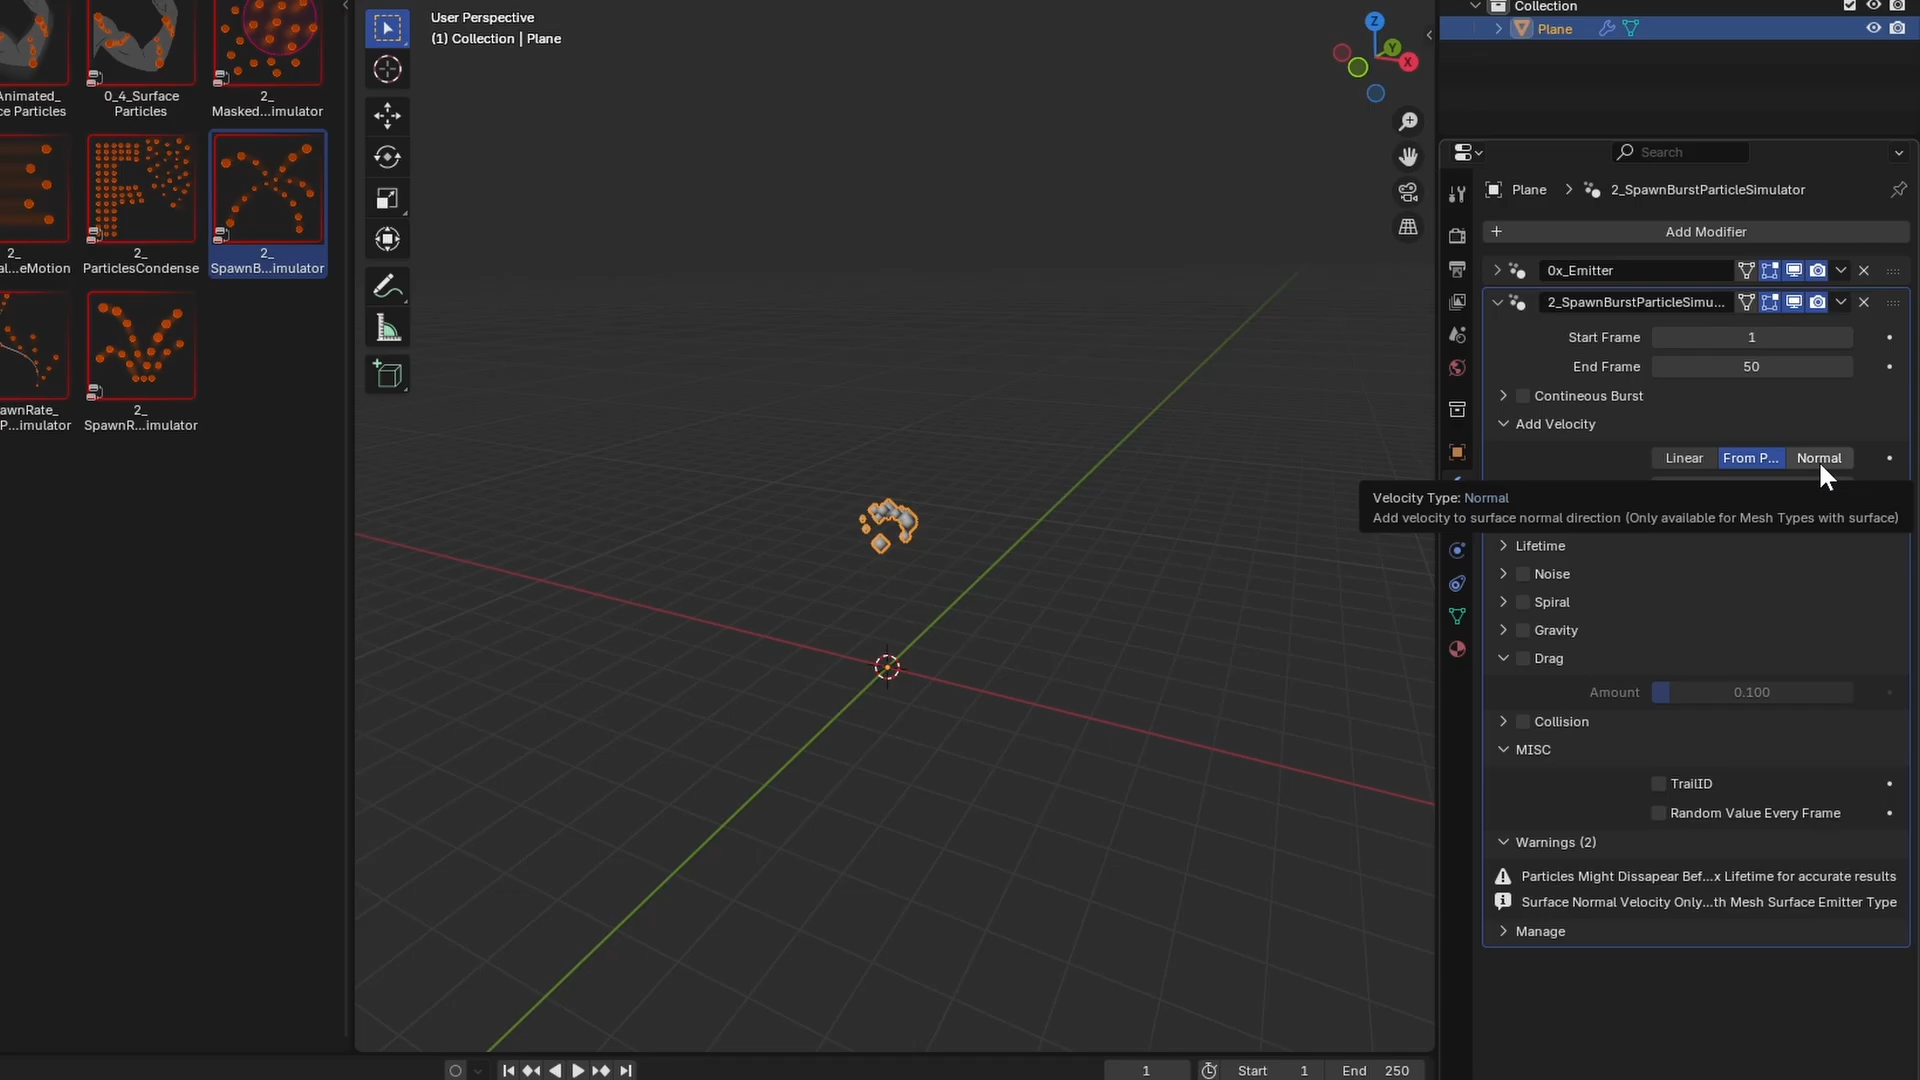 User Perspective
(1) Collection | Plane
Animated_
ce Particles
0_4_Surface
Particles
2_
Masked...imulator
2_
al...eMotion
2_
ParticlesCondense
2_
SpawnB...imulator
awnRate_
P...imulator
2_
SpawnR...imulator
Z
Y
X
Collection
Plane
Search
Plane
2_SpawnBurstParticleSimulator
Add Modifier
0x_Emitter
2_SpawnBurstParticleSimu...
Start Frame 1
End Frame 50
Contineous Burst
Add Velocity
Linear From P... Normal
Velocity Type: Normal
Add velocity to surface normal direction (Only available for Mesh Types with surface)
Lifetime
Noise
Spiral
Gravity
Drag
Amount 0.100
Collision
MISC
TrailID
Random Value Every Frame
Warnings (2)
Particles Might Dissapear Bef...x Lifetime for accurate results
Surface Normal Velocity Only...th Mesh Surface Emitter Type
Manage
1 Start 1 End 250